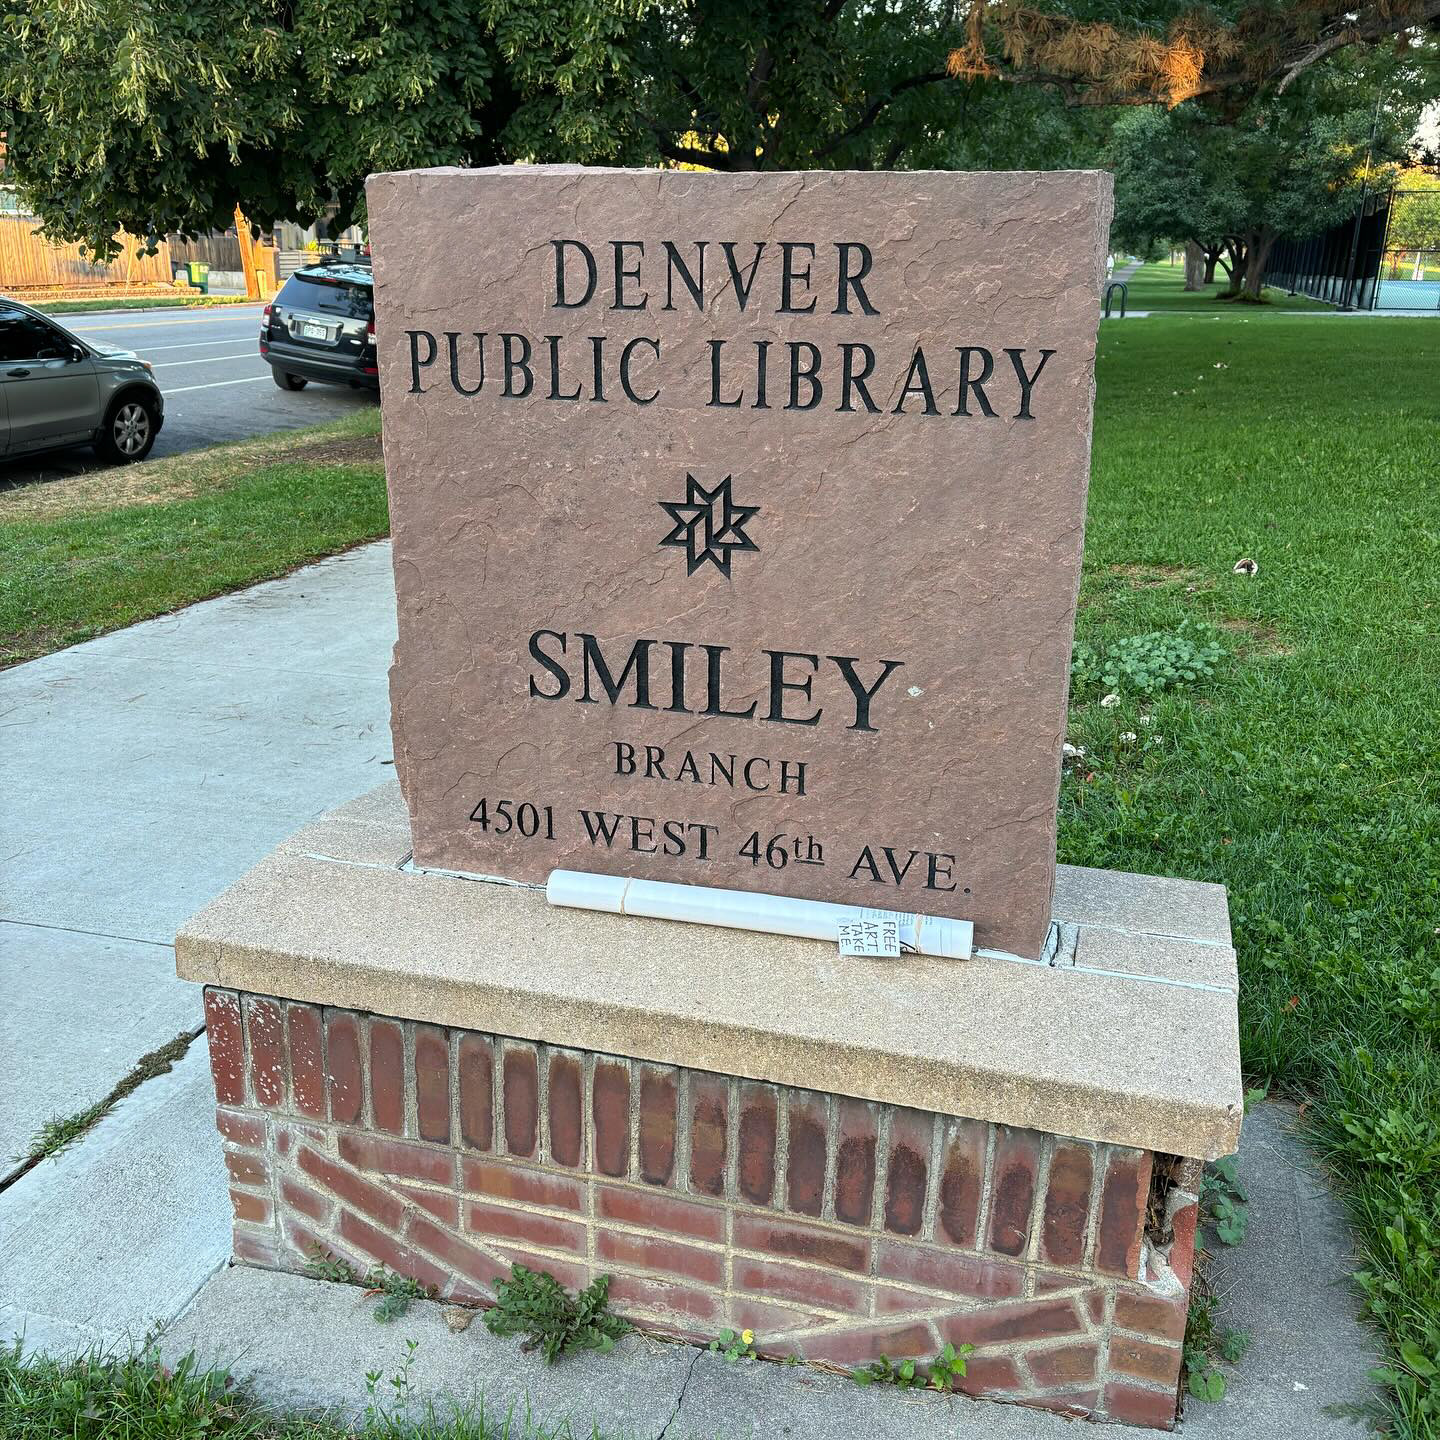 DENVER
PUBLIC LIBRARY
SMILEY
BRANCH
4501 WEST 46th AVE.
FREE
ART
TAKE
ME